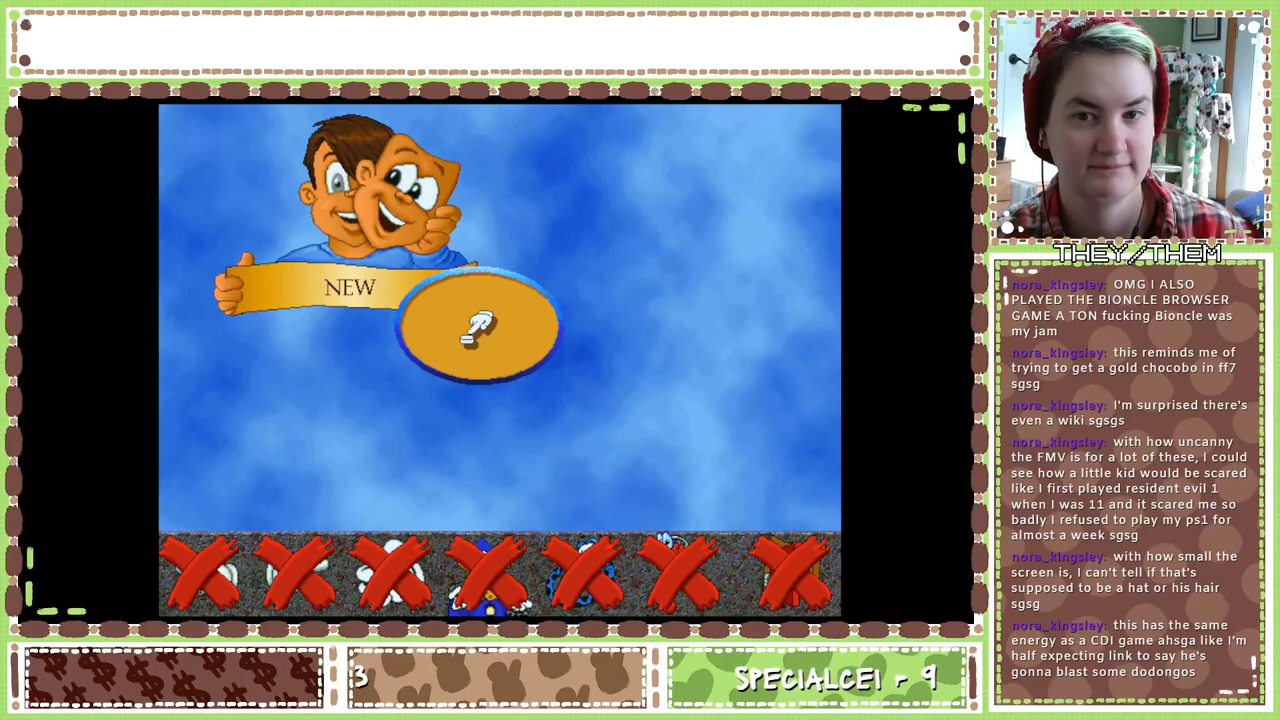 NEW
THEY/THEM
nora_kingsley: OMG I ALSO
PLAYED THE BIONCLE BROWSER
GAME A TON fucking Bioncle was
my jam
nora_kingsley: this reminds me of
trying to get a gold chocobo in ff7
sgsg
nora_kingsley: I'm surprised there's
even a wiki sgsgs
nora_kingsley: with how uncanny
the FMV is for a lot of these, I could
see how a little kid would be scared
like I first played resident evil 1
when I was 11 and it scared me so
badly I refused to play my ps1 for
almost a week sgsg
nora_kingsley: with how small the
screen is, I can't tell if that's
supposed to be a hat or his hair
sgsg
nora_kingsley: this has the same
energy as a CDI game ahsga like I'm
half expecting link to say he's
gonna blast some dodongos
3
SPECIALCEI - 9